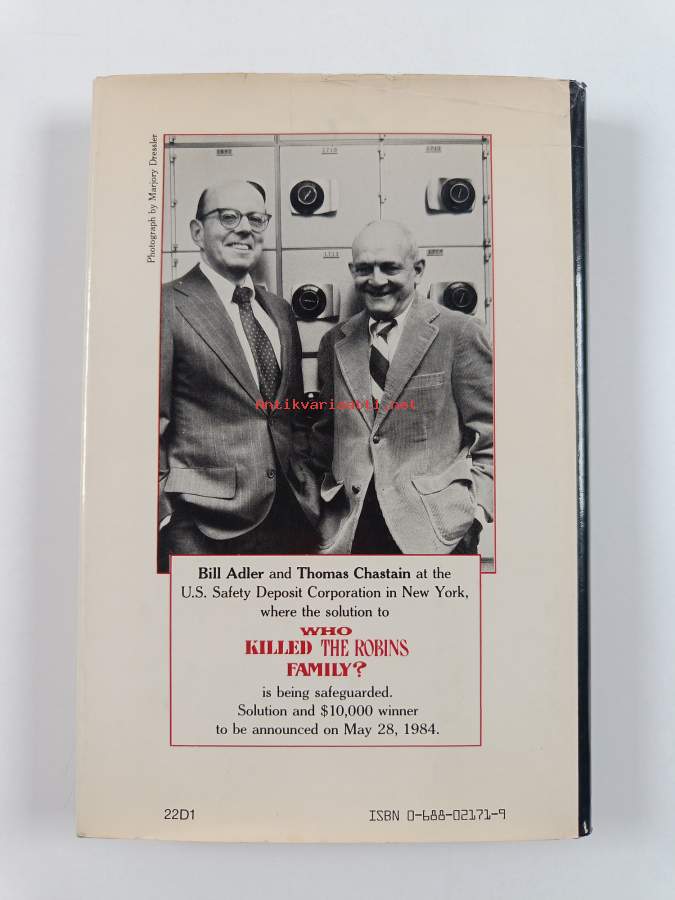 Photograph by Marjory Dressler
Antikvariaatti.net
Bill Adler and Thomas Chastain at the
U.S. Safety Deposit Corporation in New York,
where the solution to
WHO
KILLED THE ROBINS
FAMILY?
is being safeguarded.
Solution and $10,000 winner
to be announced on May 28, 1984.
22D1
ISBN 0-688-02171-9